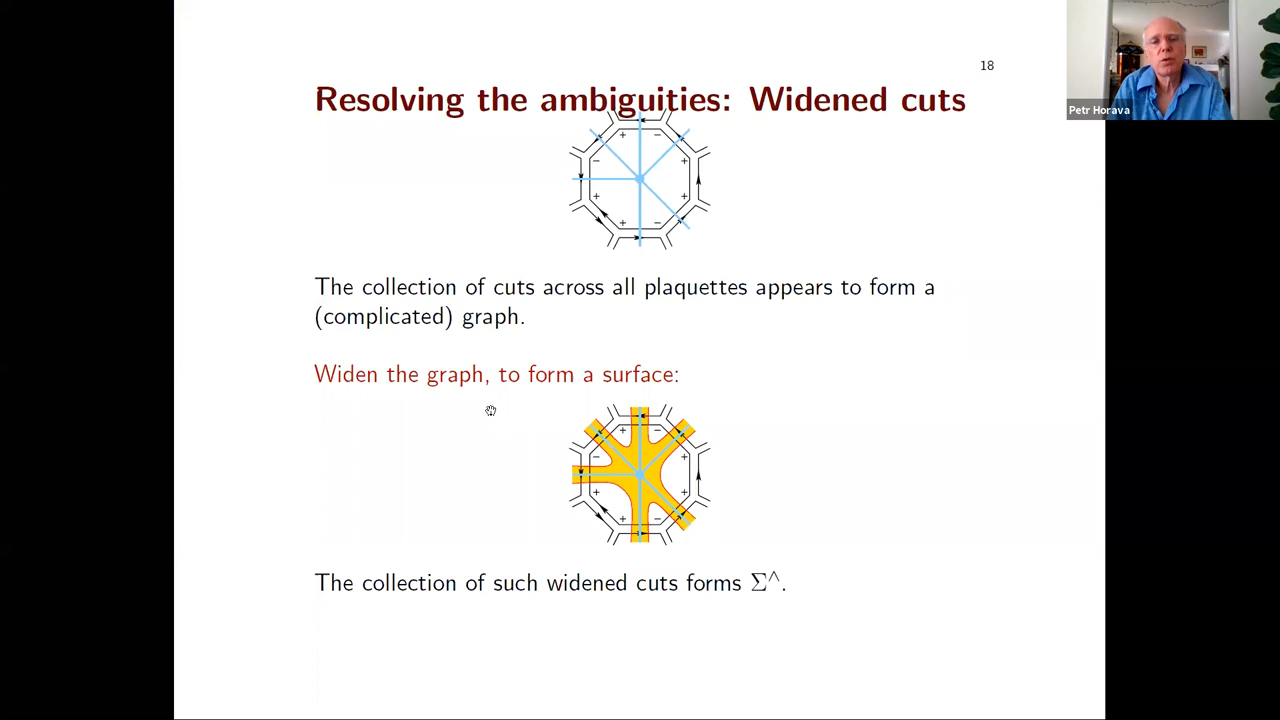 18
Resolving the ambiguities: Widened cuts
+ −
− +
+ +
+ −
The collection of cuts across all plaquettes appears to form a
(complicated) graph.
Widen the graph, to form a surface:
+ −
− +
+ +
+ −
The collection of such widened cuts forms Σ^.
Petr Horava